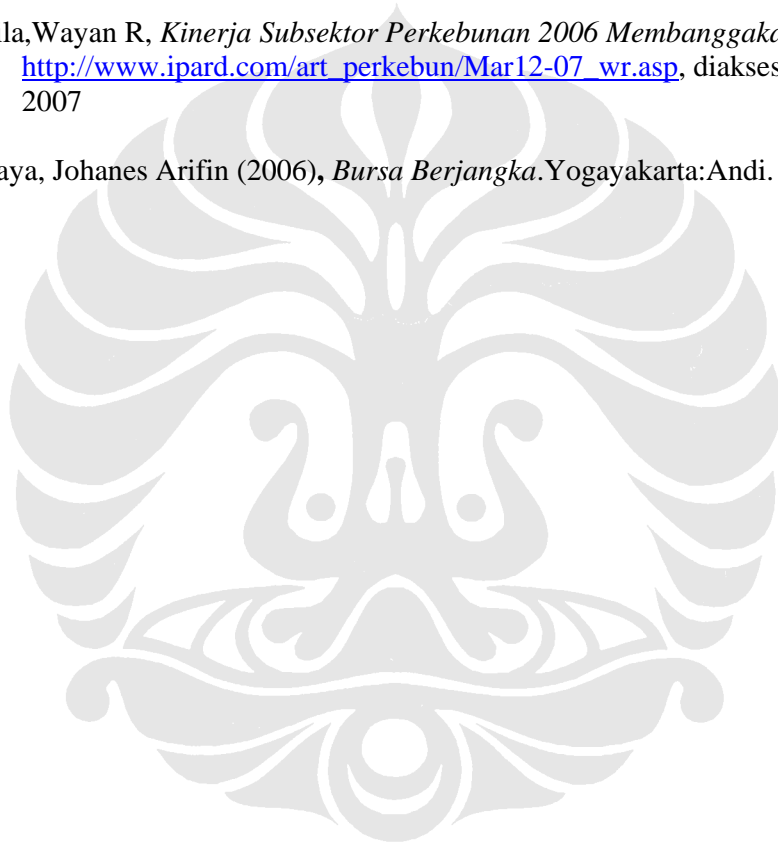 lla,Wayan R, Kinerja Subsektor Perkebunan 2006 Membanggaka
http://www.ipard.com/art_perkebun/Mar12-07_wr.asp, diakses
2007
aya, Johanes Arifin (2006), Bursa Berjangka.Yogayakarta:Andi.